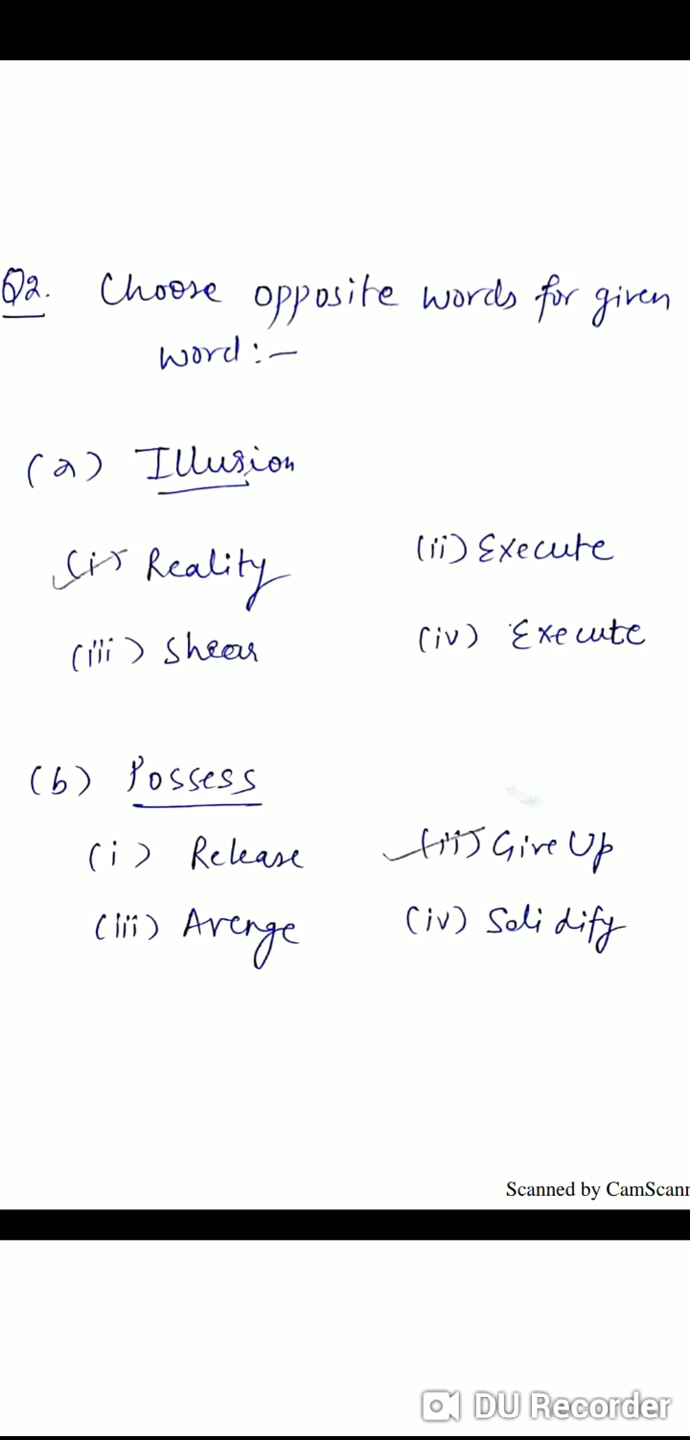 Q2. Choose opposite words for given
word:—
(a) Illusion
(i) Reality (ii) Execute
(iii) Shear (iv) Execute
(b) Possess
(i) Release (ii) Give Up
(iii) Avenge (iv) Solidify
Scanned by CamScann
DU Recorder